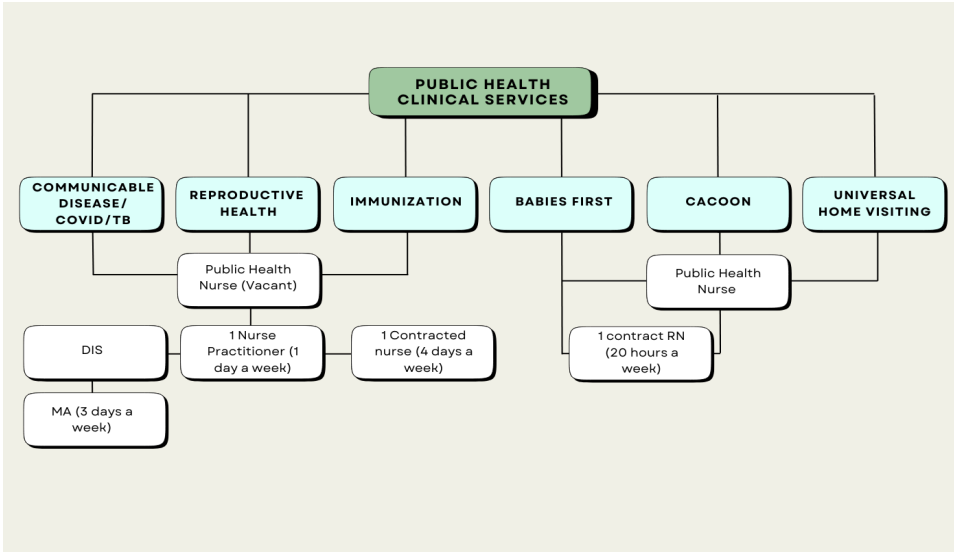 PUBLIC HEALTH
CLINICAL SERVICES
COMMUNICABLE
DISEASE/
COVID/TB
REPRODUCTIVE
HEALTH
IMMUNIZATION
BABIES FIRST
CACOON
UNIVERSAL
HOME VISITING
Public Health
Nurse (Vacant)
Public Health
Nurse
DIS
1 Nurse
Practitioner (1
day a week)
1 Contracted
nurse (4 days a
week)
1 contract RN
(20 hours a
week)
MA (3 days a
week)